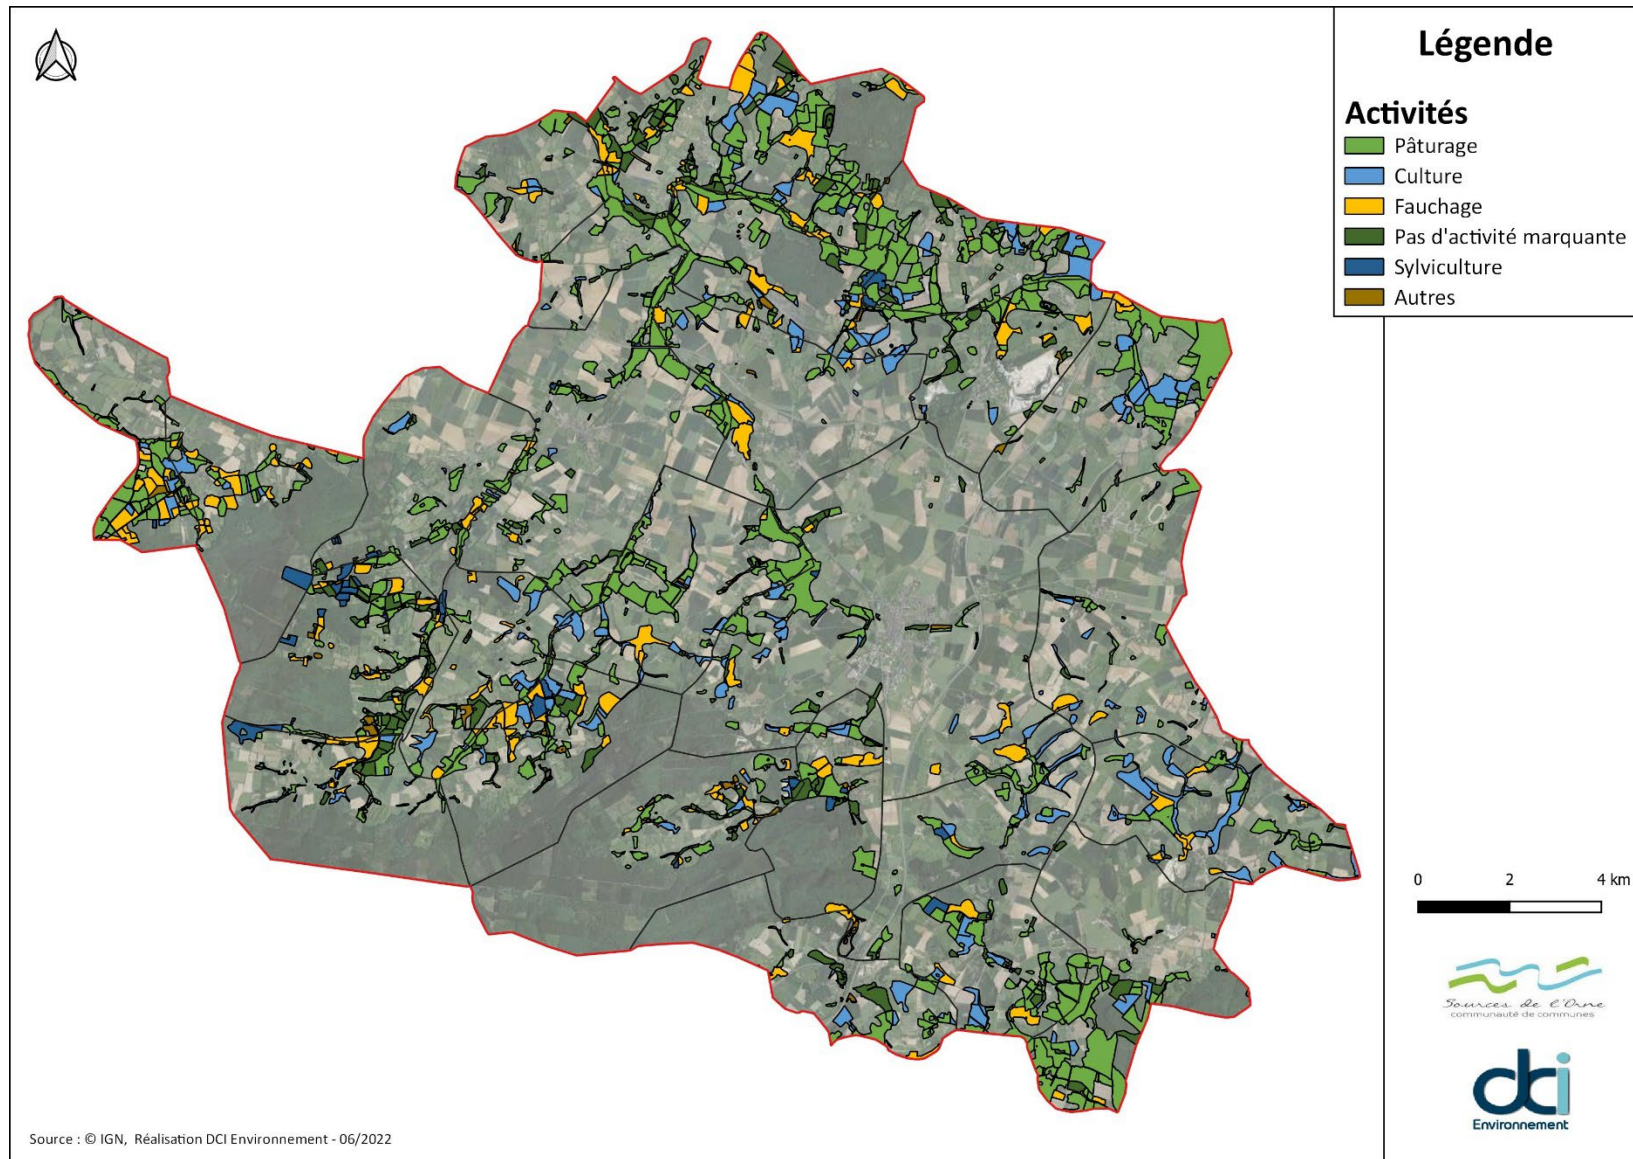 Légende
Activités
Pâturage
Culture
Fauchage
Pas d'activité marquante
Sylviculture
Autres
0 2 4 km
Sources de l'Orne
communauté de communes
dci
Environnement
Source : © IGN, Réalisation DCI Environnement - 06/2022